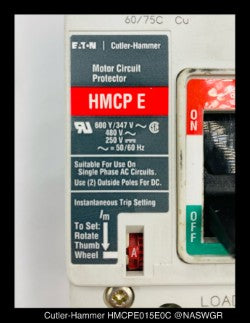 60/75C Cu
E·T·N | Cutler-Hammer
Motor Circuit
Protector
HMCP E
600 Y/347 V ~
480 V ~
250 V
~ = 50/60 Hz
Suitable For Use On
Single Phase AC Circuits.
Use (2) Outside Poles For DC.
Instantaneous Trip Setting
Im
To Set:
Rotate
Thumb
Wheel
A
ON
OFF
LOA
Cutler-Hammer HMCPE015E0C @NASWGR